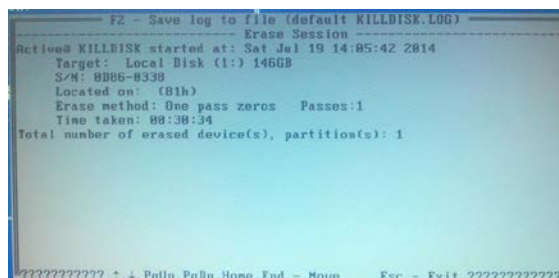 F2 - Save log to file (default KILLDISK.LOG)
Erase Session
Active@ KILLDISK started at: Sat Jul 19 14:05:42 2014
Target: Local Disk (1:) 146GB
S/N: 0D86-0338
Located on: (81h)
Erase method: One pass zeros Passes:1
Time taken: 00:30:34
Total number of erased device(s), partition(s): 1
??????????? ↑ ↓ PgUp PgDn Home End - Move Esc - Exit ????????????